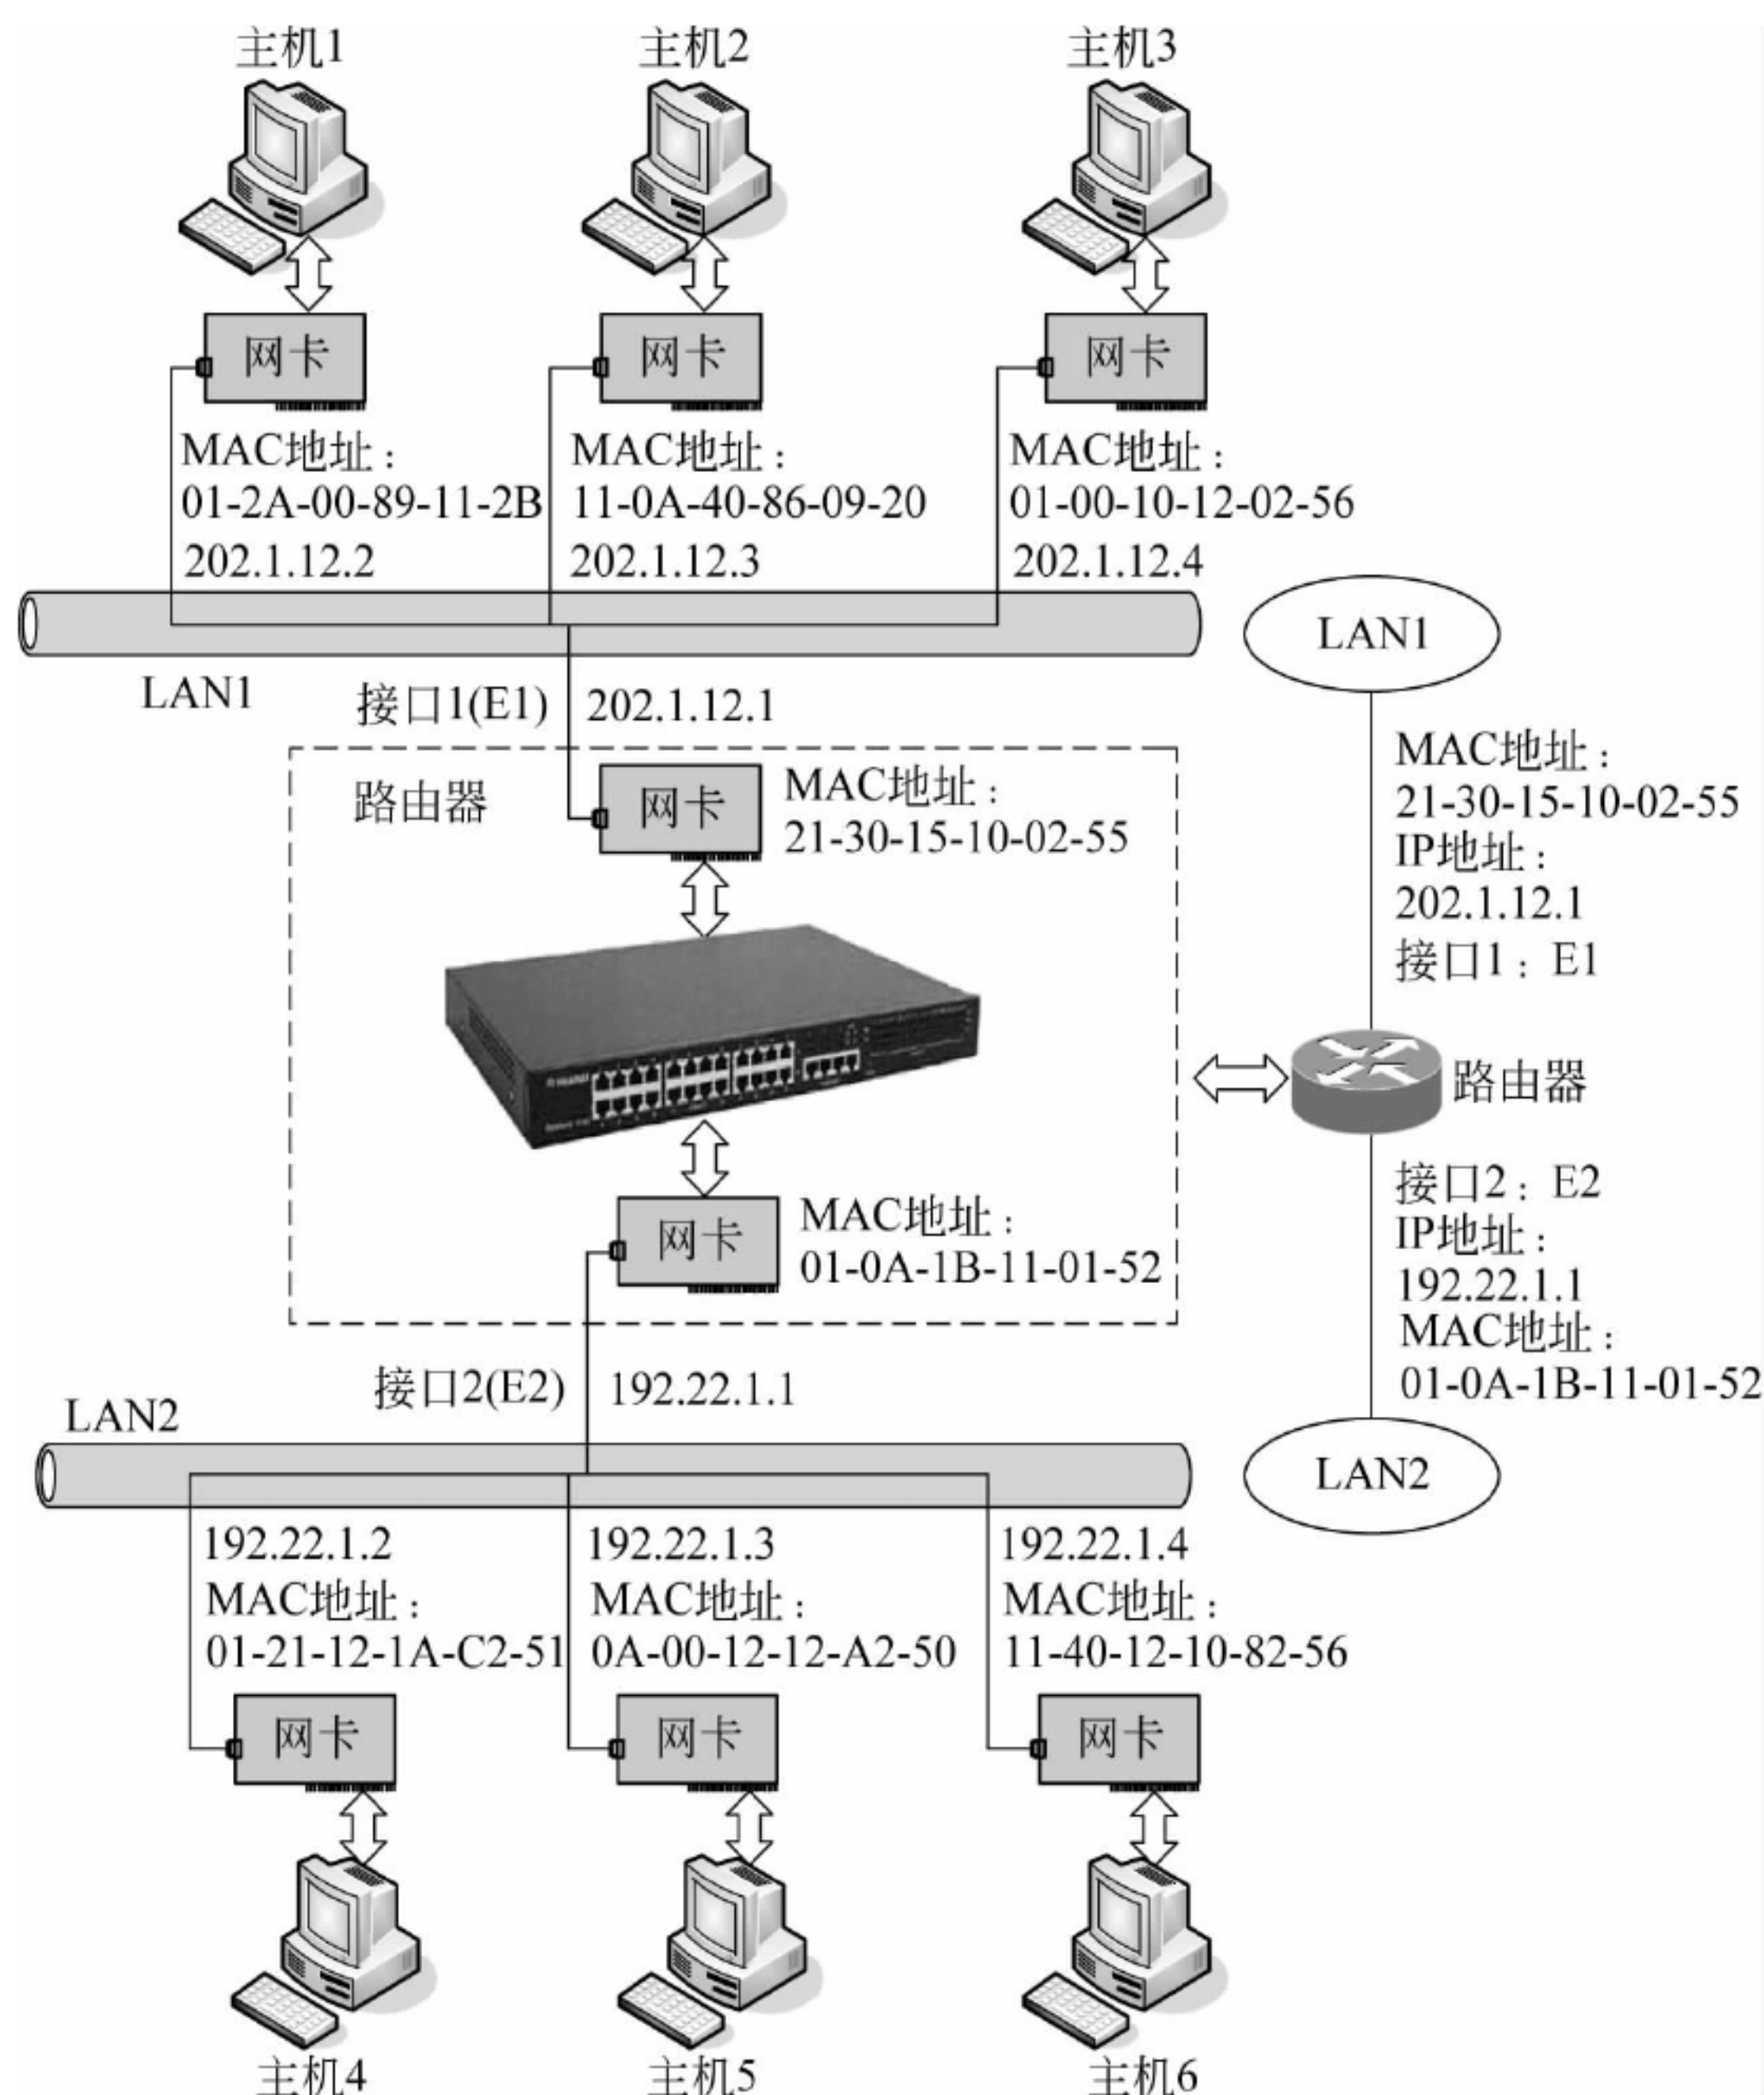 主机1
主机2
主机3
网卡
网卡
网卡
MAC地址：
01-2A-00-89-11-2B
202.1.12.2
MAC地址：
11-0A-40-86-09-20
202.1.12.3
MAC地址：
01-00-10-12-02-56
202.1.12.4
LAN1
LAN1
接口1(E1)
202.1.12.1
路由器
网卡
MAC地址：
21-30-15-10-02-55
MAC地址：
21-30-15-10-02-55
IP地址：
202.1.12.1
接口1：E1
路由器
网卡
MAC地址：
01-0A-1B-11-01-52
接口2：E2
IP地址：
192.22.1.1
MAC地址：
01-0A-1B-11-01-52
接口2(E2)
192.22.1.1
LAN2
LAN2
192.22.1.2
MAC地址：
01-21-12-1A-C2-51
192.22.1.3
MAC地址：
0A-00-12-12-A2-50
192.22.1.4
MAC地址：
11-40-12-10-82-56
网卡
网卡
网卡
主机4
主机5
主机6